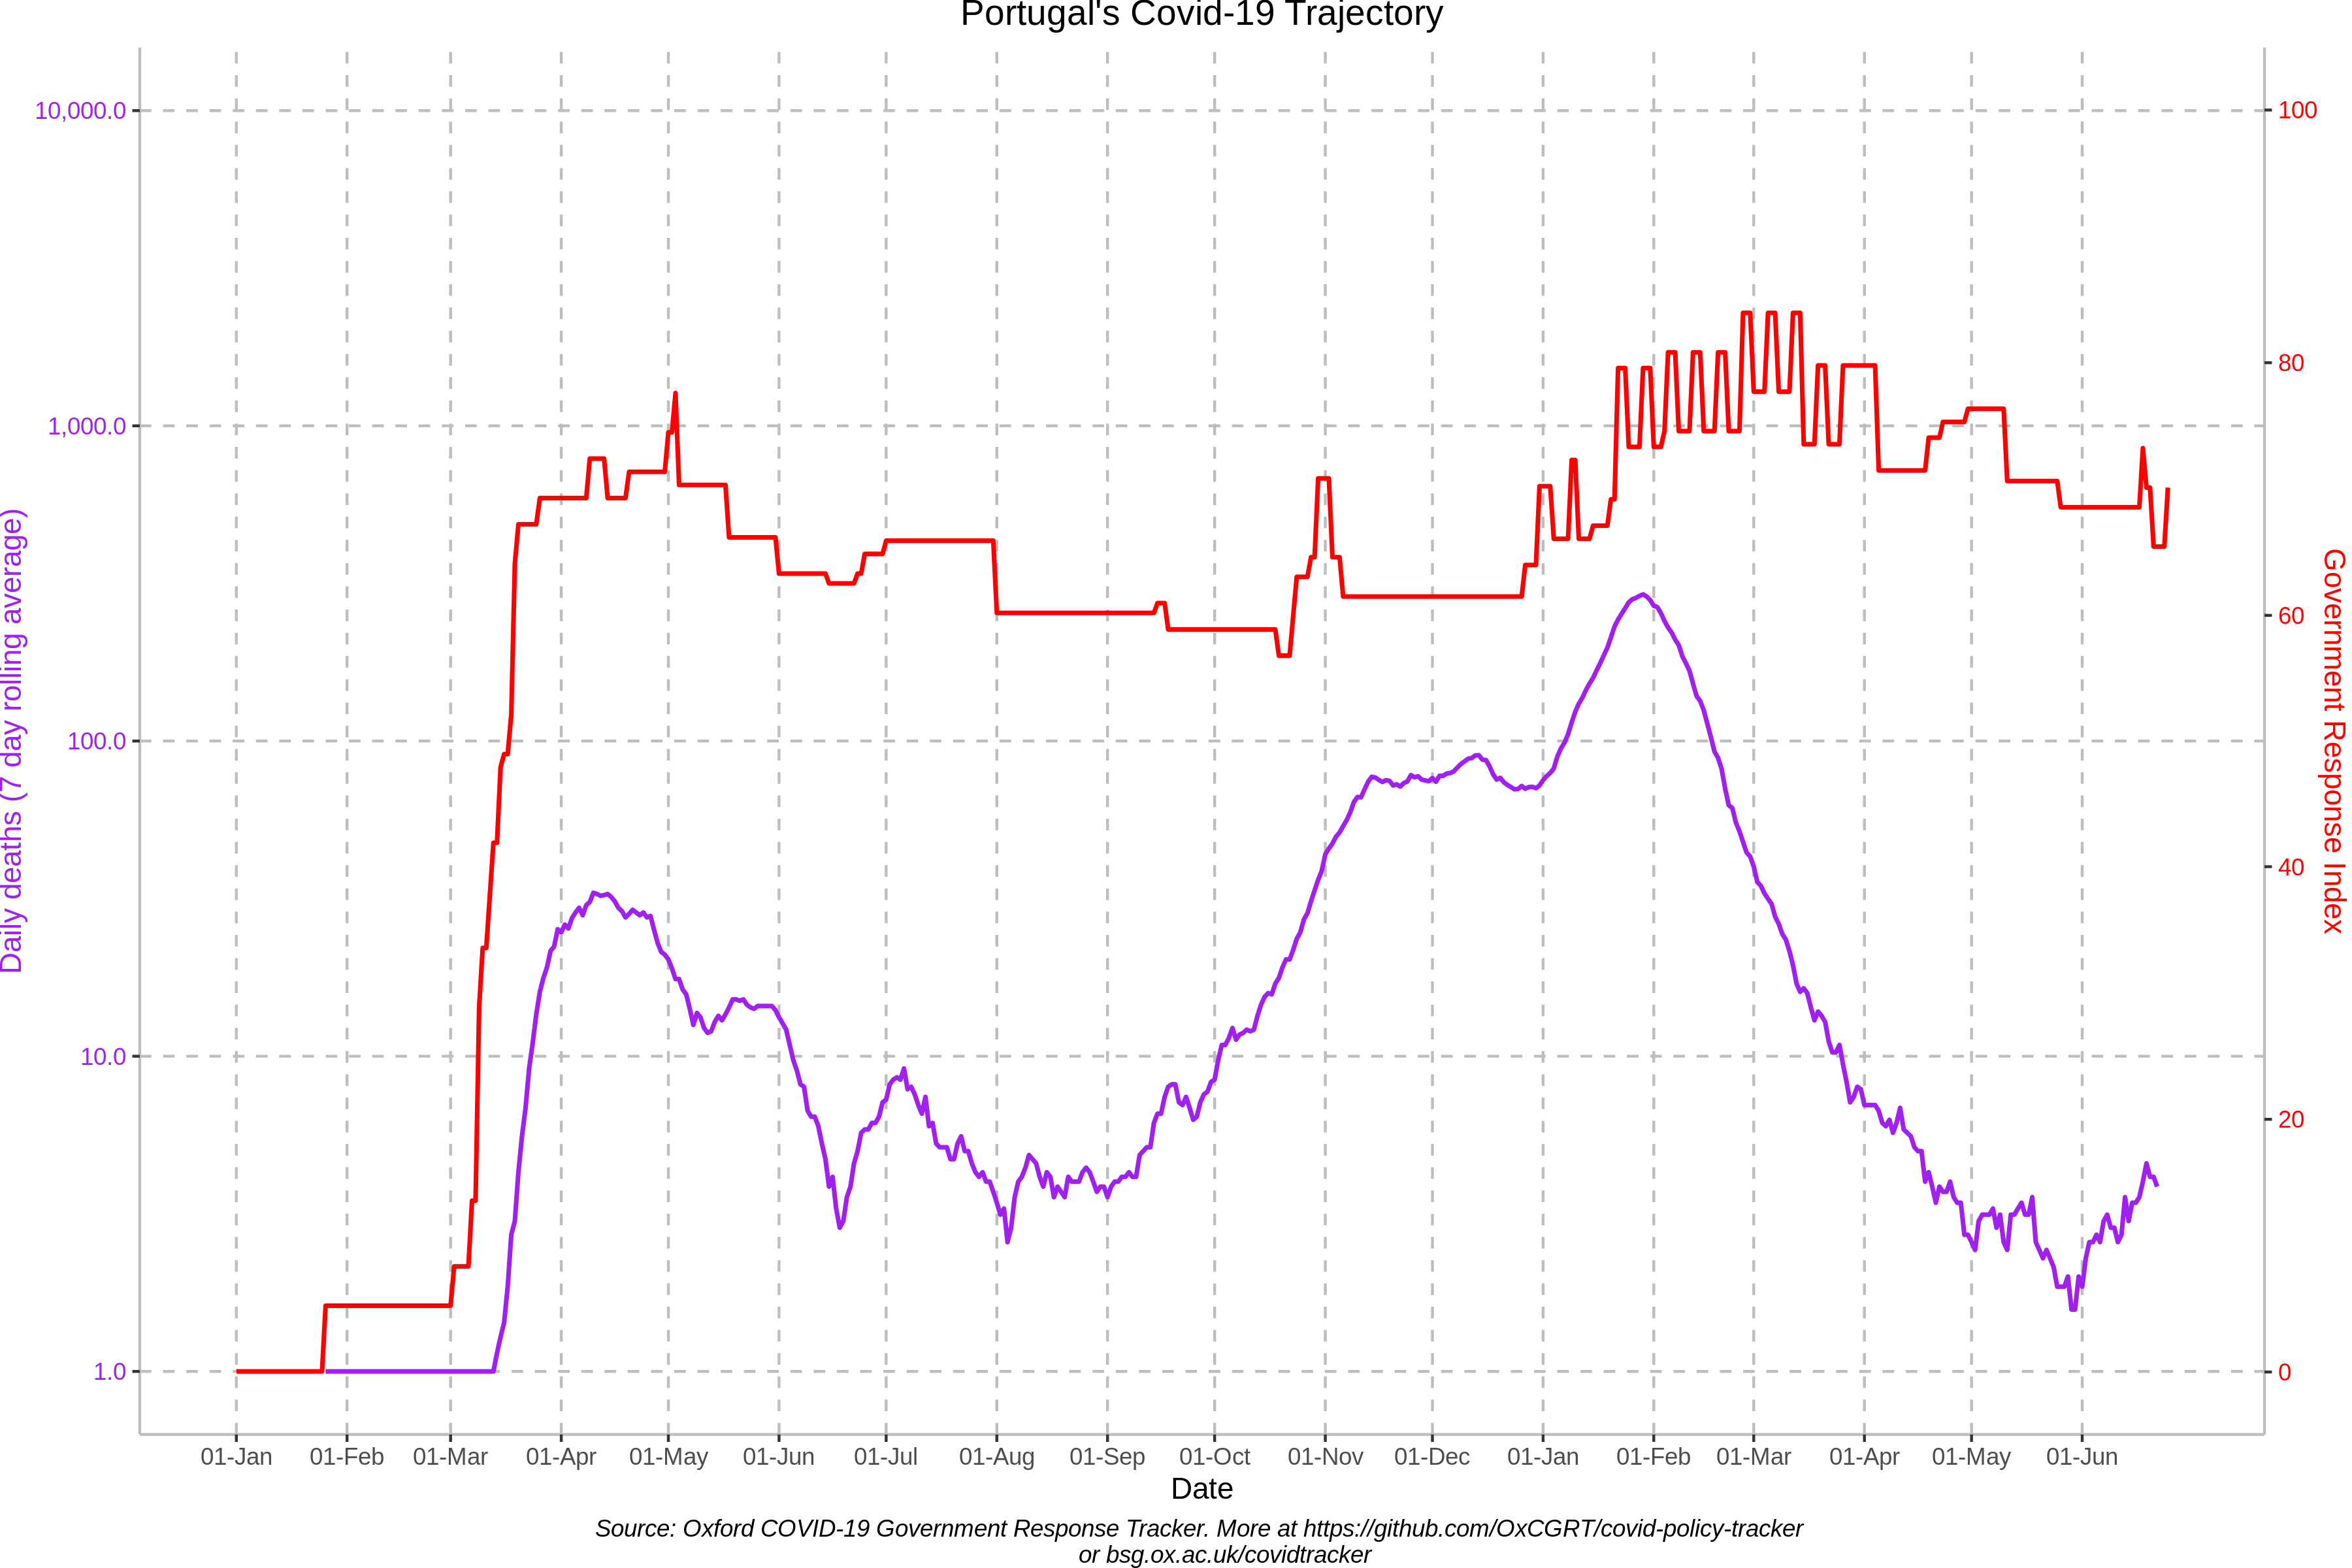 Portugal's Covid-19 Trajectory
10,000.0
1,000.0
100.0
10.0
1.0
Daily deaths (7 day rolling average)
100
80
60
40
20
0
Government Response Index
01-Jan 01-Feb 01-Mar 01-Apr 01-May 01-Jun 01-Jul 01-Aug 01-Sep 01-Oct 01-Nov 01-Dec 01-Jan 01-Feb 01-Mar 01-Apr 01-May 01-Jun
Date
Source: Oxford COVID-19 Government Response Tracker. More at https://github.com/OxCGRT/covid-policy-tracker
or bsg.ox.ac.uk/covidtracker